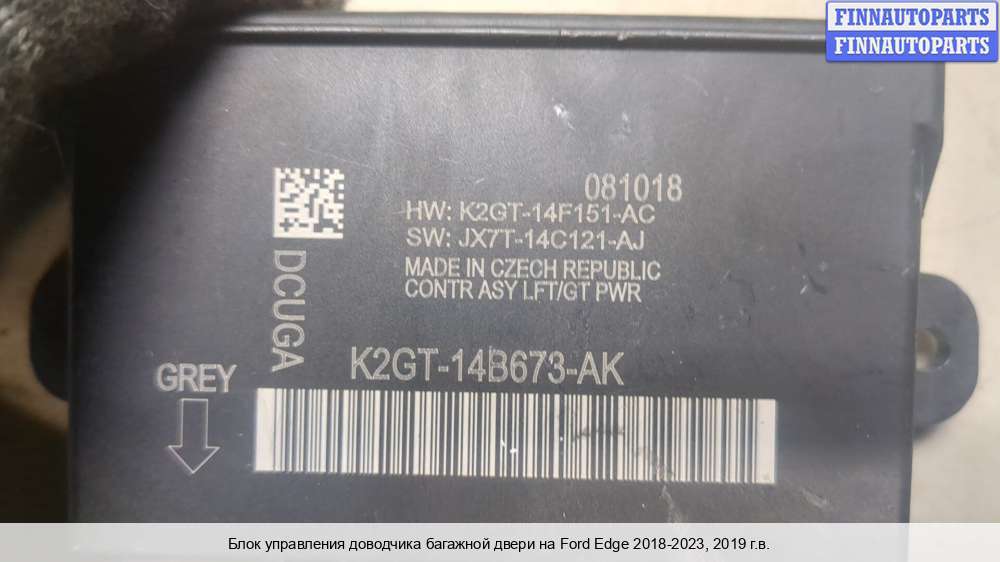 FINNAUTOPARTS
FINNAUTOPARTS
081018
HW: K2GT-14F151-AC
SW: JX7T-14C121-AJ
MADE IN CZECH REPUBLIC
CONTR ASY LFT/GT PWR
DCUGA
K2GT-14B673-AK
GREY
Блок управления доводчика багажной двери на Ford Edge 2018-2023, 2019 г.в.